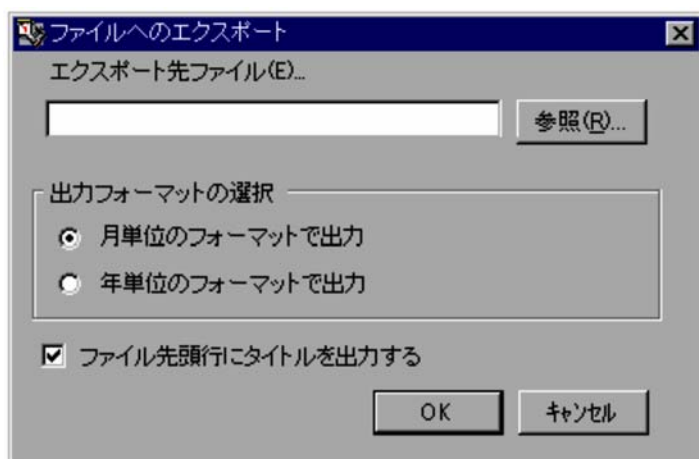 ファイルへのエクスポート
エクスポート先ファイル(E)...
参照(R)...
出力フォーマットの選択
月単位のフォーマットで出力
年単位のフォーマットで出力
ファイル先頭行にタイトルを出力する
OK
キャンセル